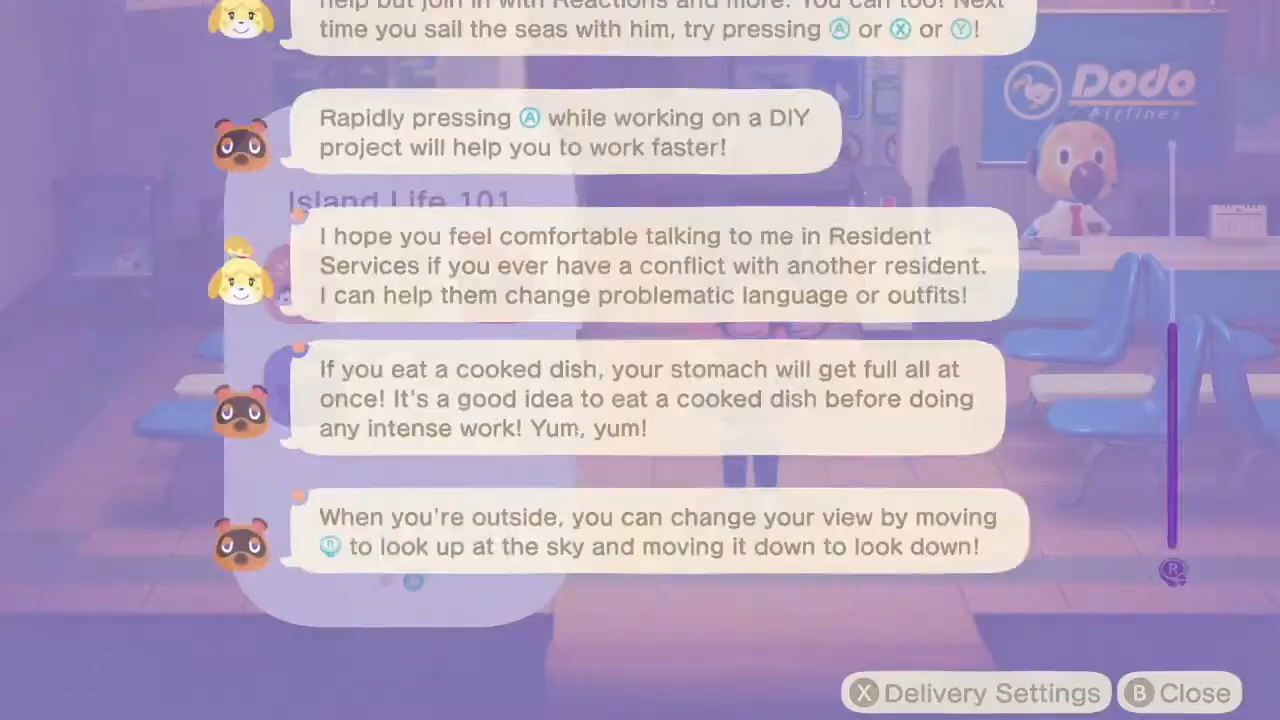 help but join in with Reactions and more. You can too! Next
time you sail the seas with him, try pressing A or X or Y!
Dodo
Airlines
Rapidly pressing A while working on a DIY
project will help you to work faster!
Island Life 101
I hope you feel comfortable talking to me in Resident
Services if you ever have a conflict with another resident.
I can help them change problematic language or outfits!
If you eat a cooked dish, your stomach will get full all at
once! It's a good idea to eat a cooked dish before doing
any intense work! Yum, yum!
When you're outside, you can change your view by moving
R to look up at the sky and moving it down to look down!
R
X Delivery Settings
B Close